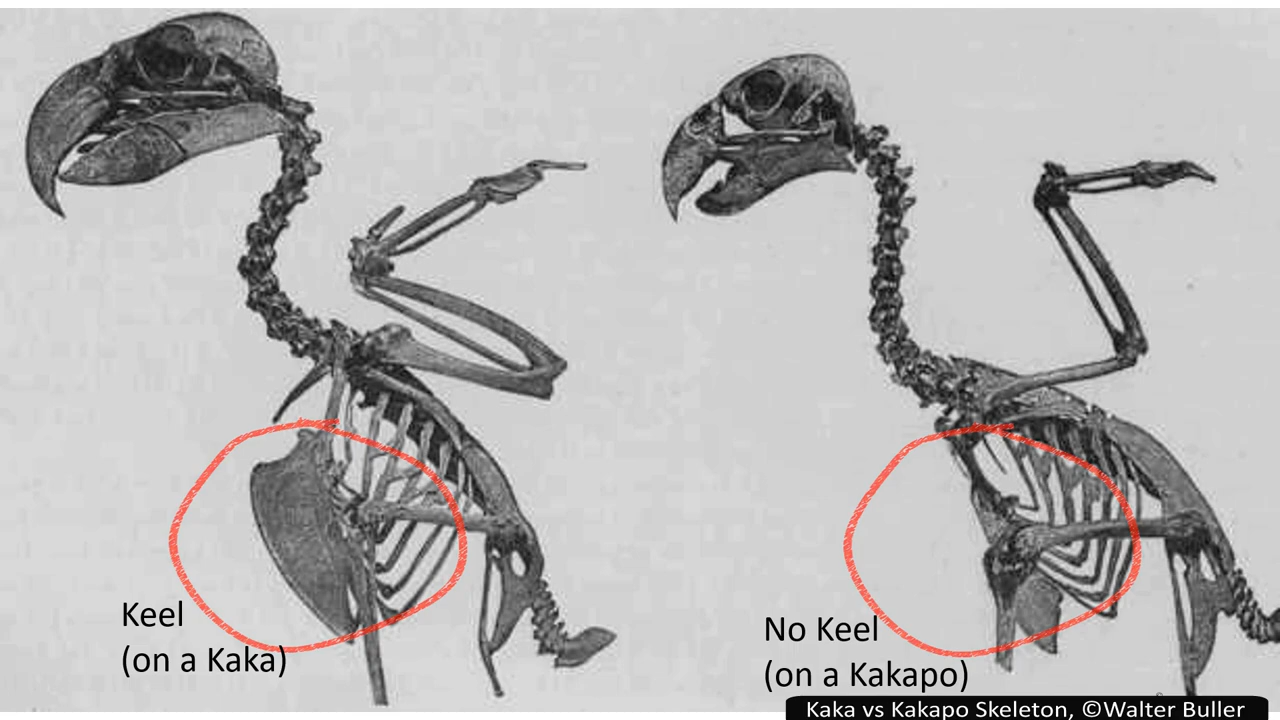 Keel
(on a Kaka)
No Keel
(on a Kakapo)
Kaka vs Kakapo Skeleton, ©Walter Buller